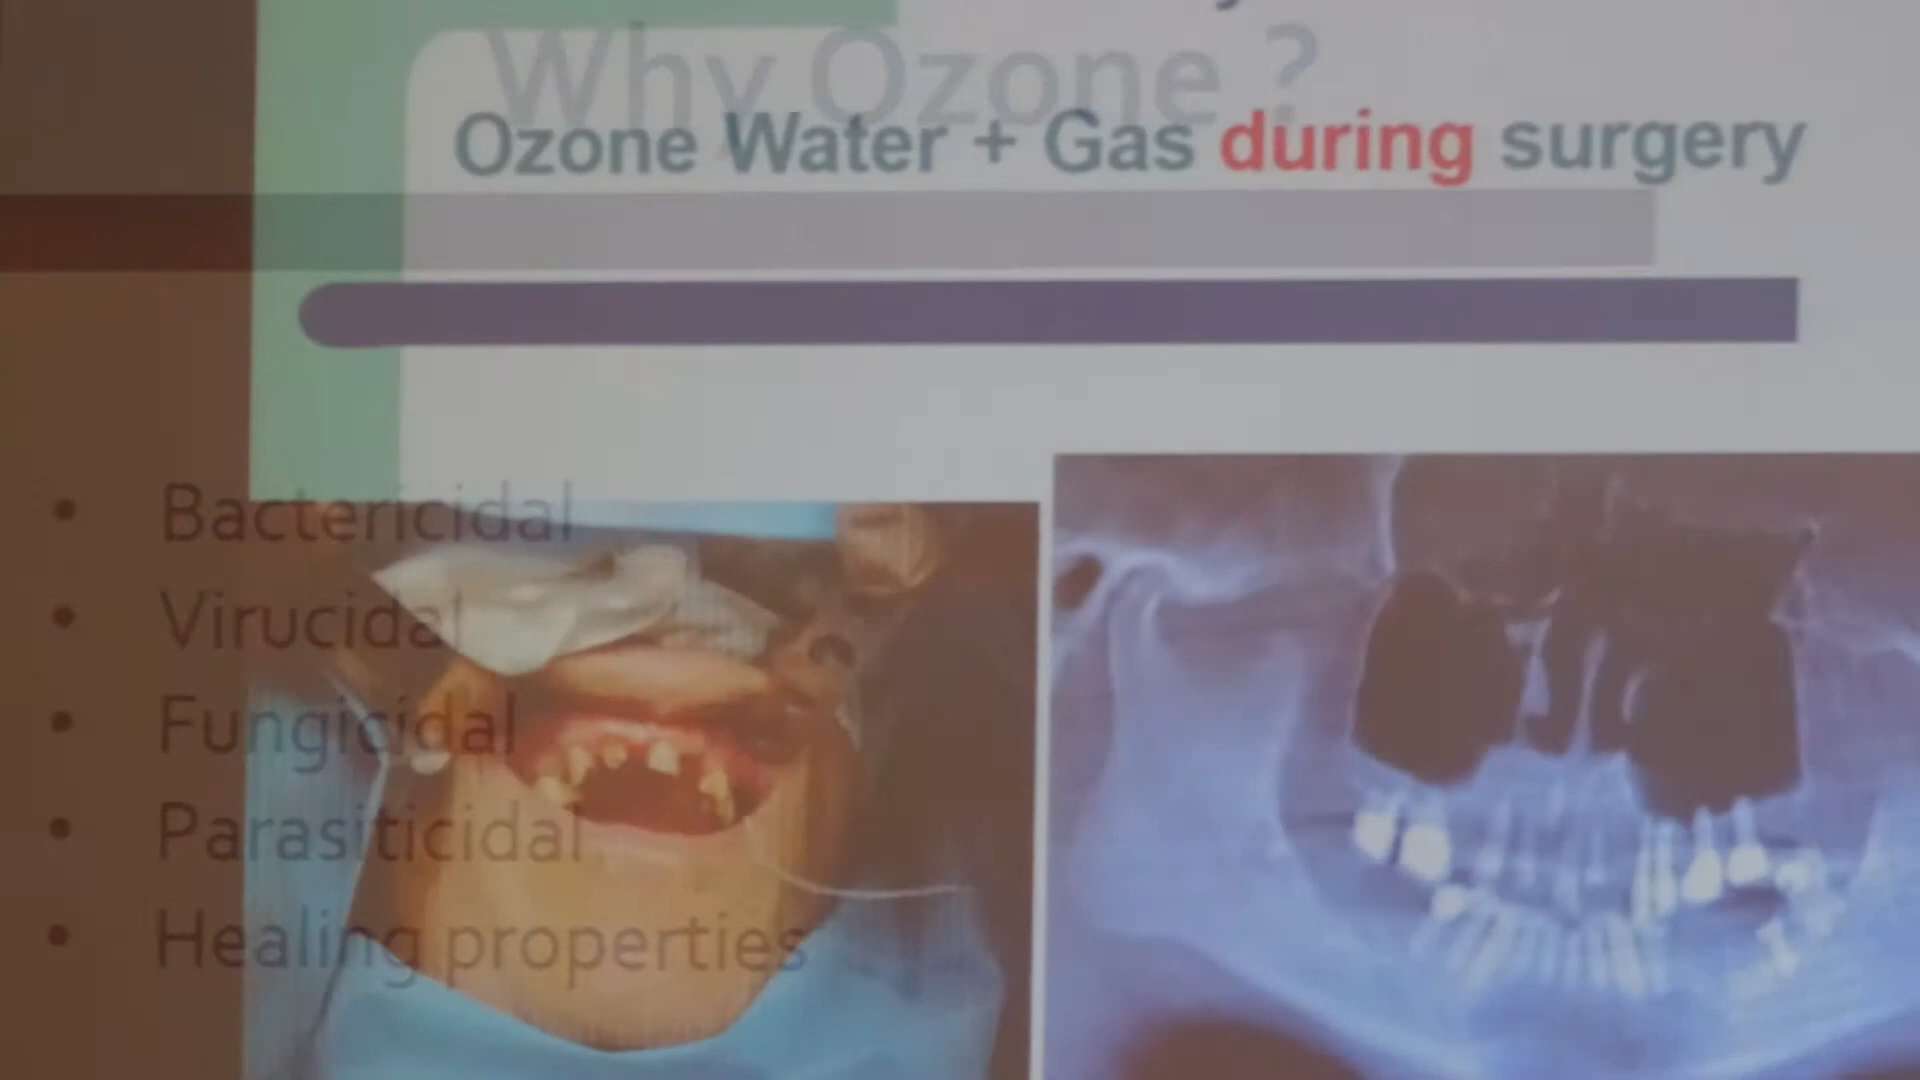 Why Ozone ?
Ozone Water + Gas during surgery
• Bactericidal
• Virucidal
• Fungicidal
• Parasiticidal
• Healing properties